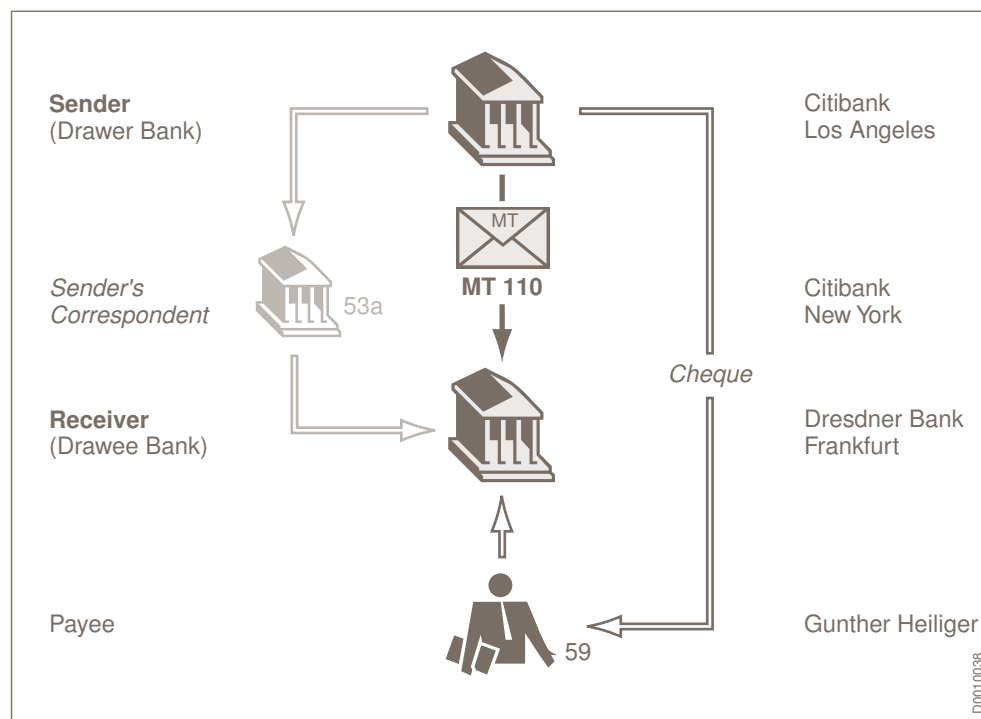 Sender
(Drawer Bank)
Citibank
Los Angeles
MT
MT 110
Sender's
Correspondent
53a
Citibank
New York
Cheque
Receiver
(Drawee Bank)
Dresdner Bank
Frankfurt
Payee
59
Gunther Heiliger
D0010038